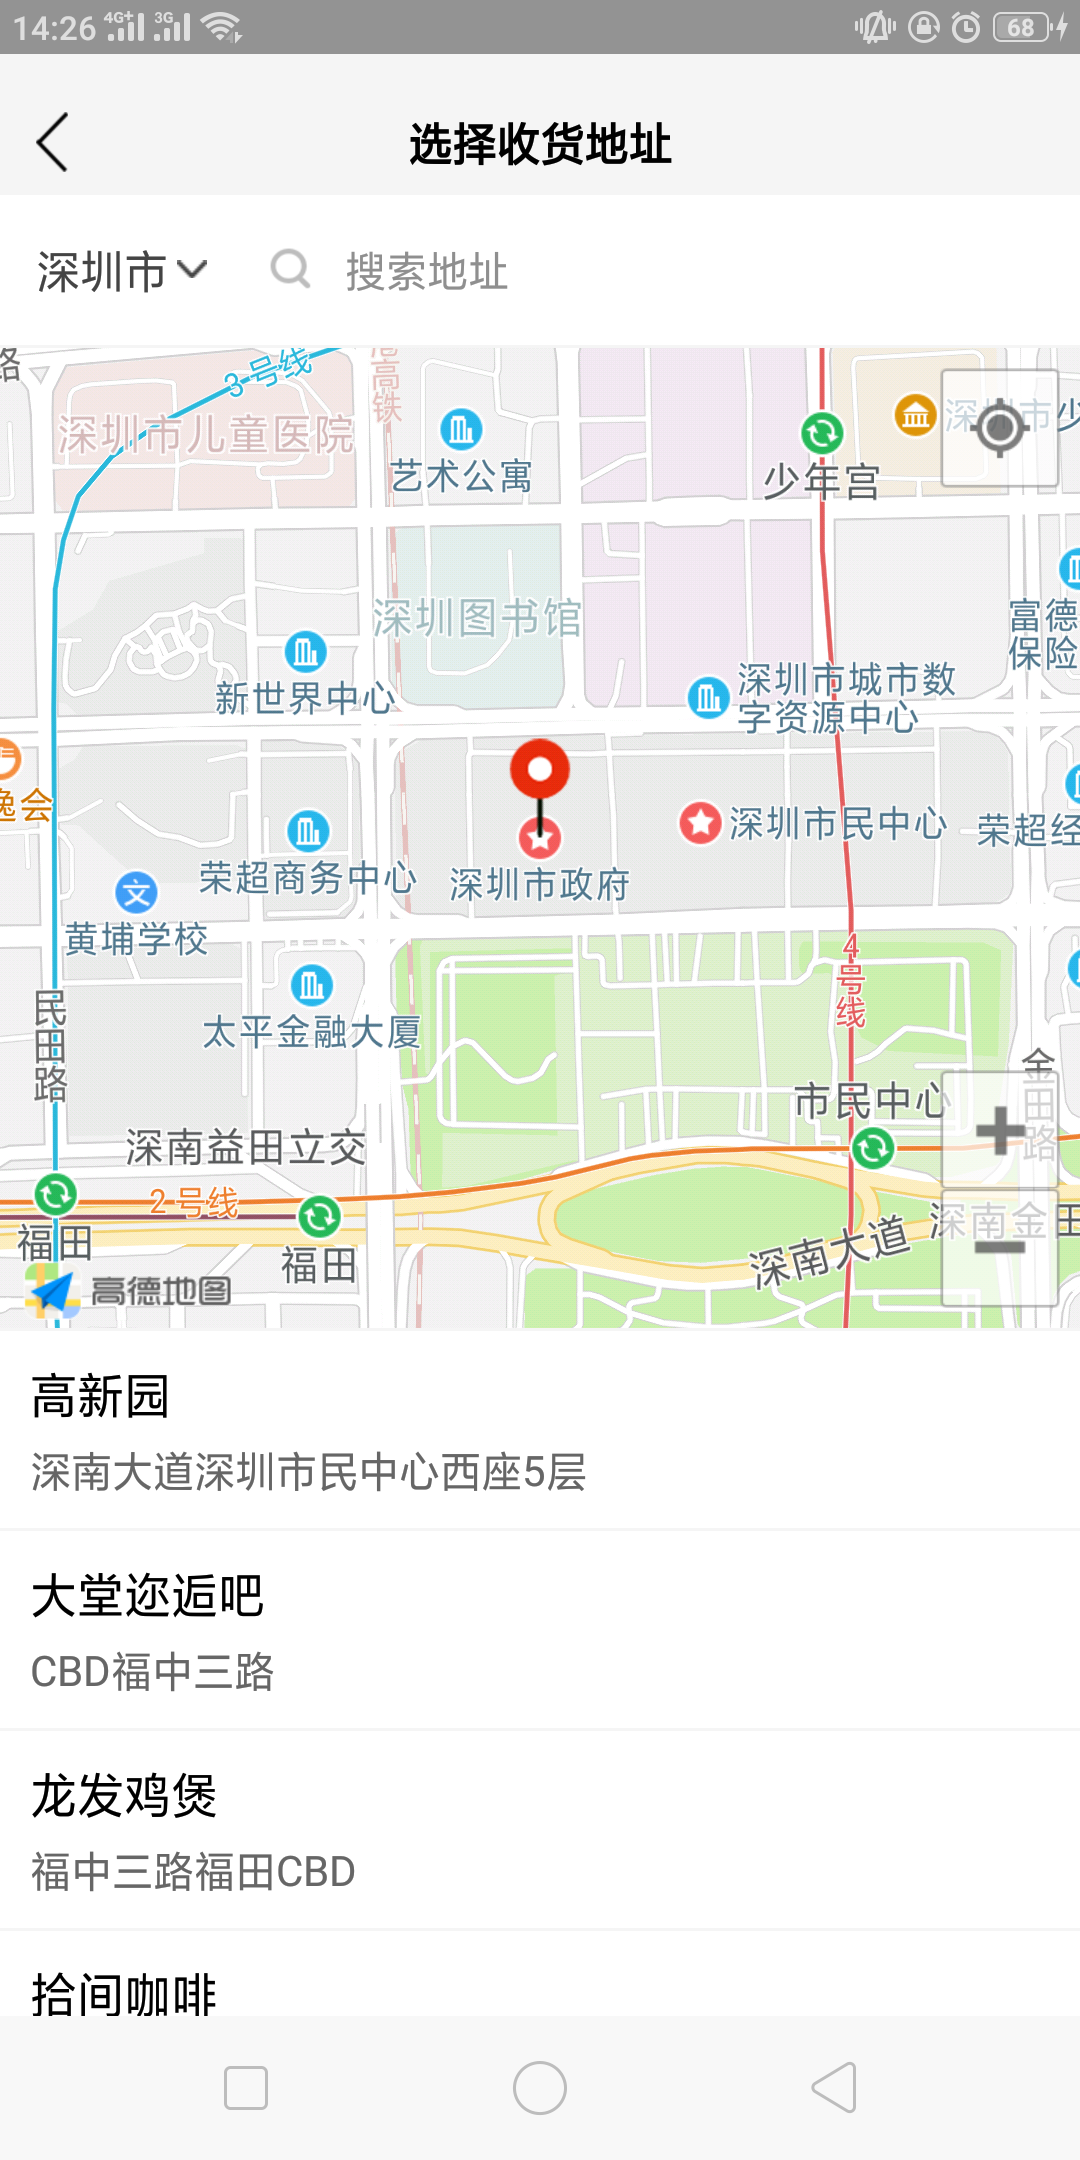 14:26 4G+ 3G 68
选择收货地址
深圳市 搜索地址
路
3号线
高铁
深圳市儿童医院
艺术公寓
少年宫
深圳市少
深圳图书馆
富德
保险
新世界中心
深圳市城市数
字资源中心
逸会
荣超商务中心
深圳市政府
深圳市民中心
荣超经
文
黄埔学校
太平金融大厦
4号线
民田路
金田路
市民中心
深南益田立交
2号线
福田
福田
深南大道
深南金田
高德地图
高新园
深南大道深圳市民中心西座5层
大堂邂逅吧
CBD福中三路
龙发鸡煲
福中三路福田CBD
拾间咖啡